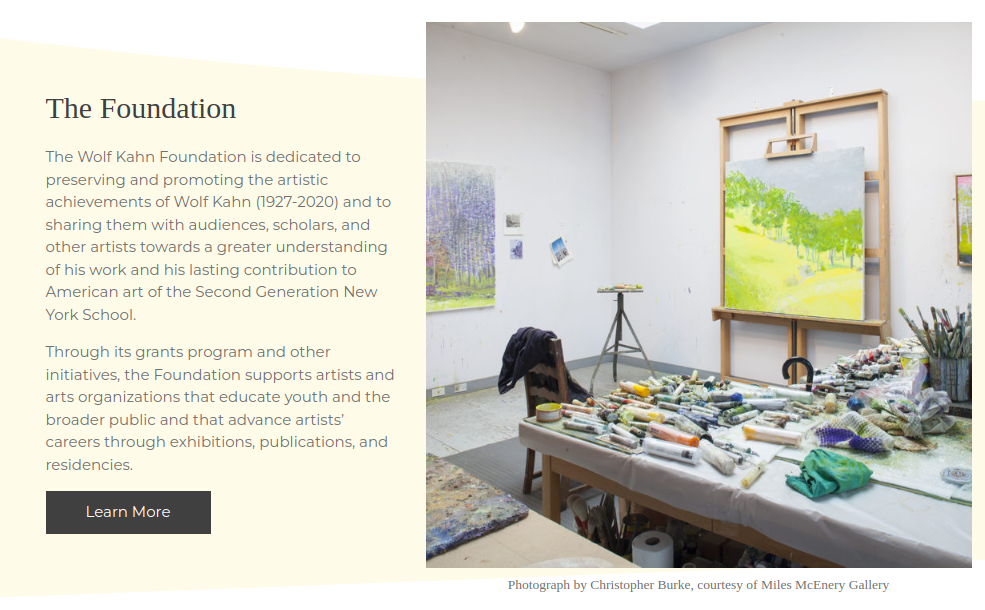 The Foundation
The Wolf Kahn Foundation is dedicated to
preserving and promoting the artistic
achievements of Wolf Kahn (1927-2020) and to
sharing them with audiences, scholars, and
other artists towards a greater understanding
of his work and his lasting contribution to
American art of the Second Generation New
York School.
Through its grants program and other
initiatives, the Foundation supports artists and
arts organizations that educate youth and the
broader public and that advance artists’
careers through exhibitions, publications, and
residencies.
Learn More
Photograph by Christopher Burke, courtesy of Miles McEnery Gallery